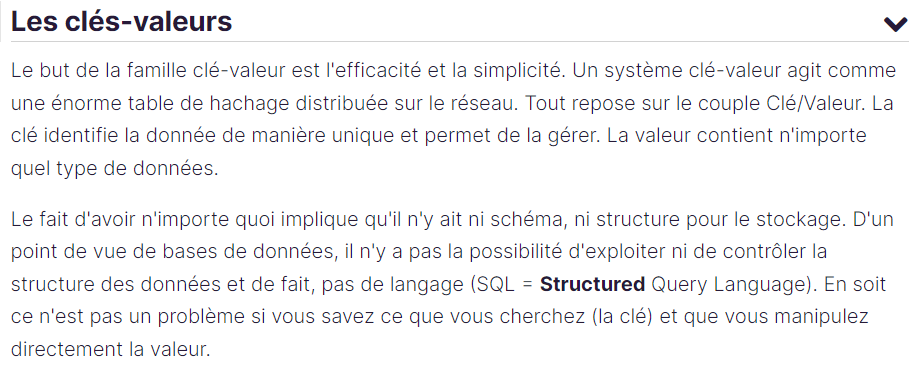 Les clés-valeurs
Le but de la famille clé-valeur est l'efficacité et la simplicité. Un système clé-valeur agit comme
une énorme table de hachage distribuée sur le réseau. Tout repose sur le couple Clé/Valeur. La
clé identifie la donnée de manière unique et permet de la gérer. La valeur contient n'importe
quel type de données.
Le fait d'avoir n'importe quoi implique qu'il n'y ait ni schéma, ni structure pour le stockage. D'un
point de vue de bases de données, il n'y a pas la possibilité d'exploiter ni de contrôler la
structure des données et de fait, pas de langage (SQL = Structured Query Language). En soit
ce n'est pas un problème si vous savez ce que vous cherchez (la clé) et que vous manipulez
directement la valeur.